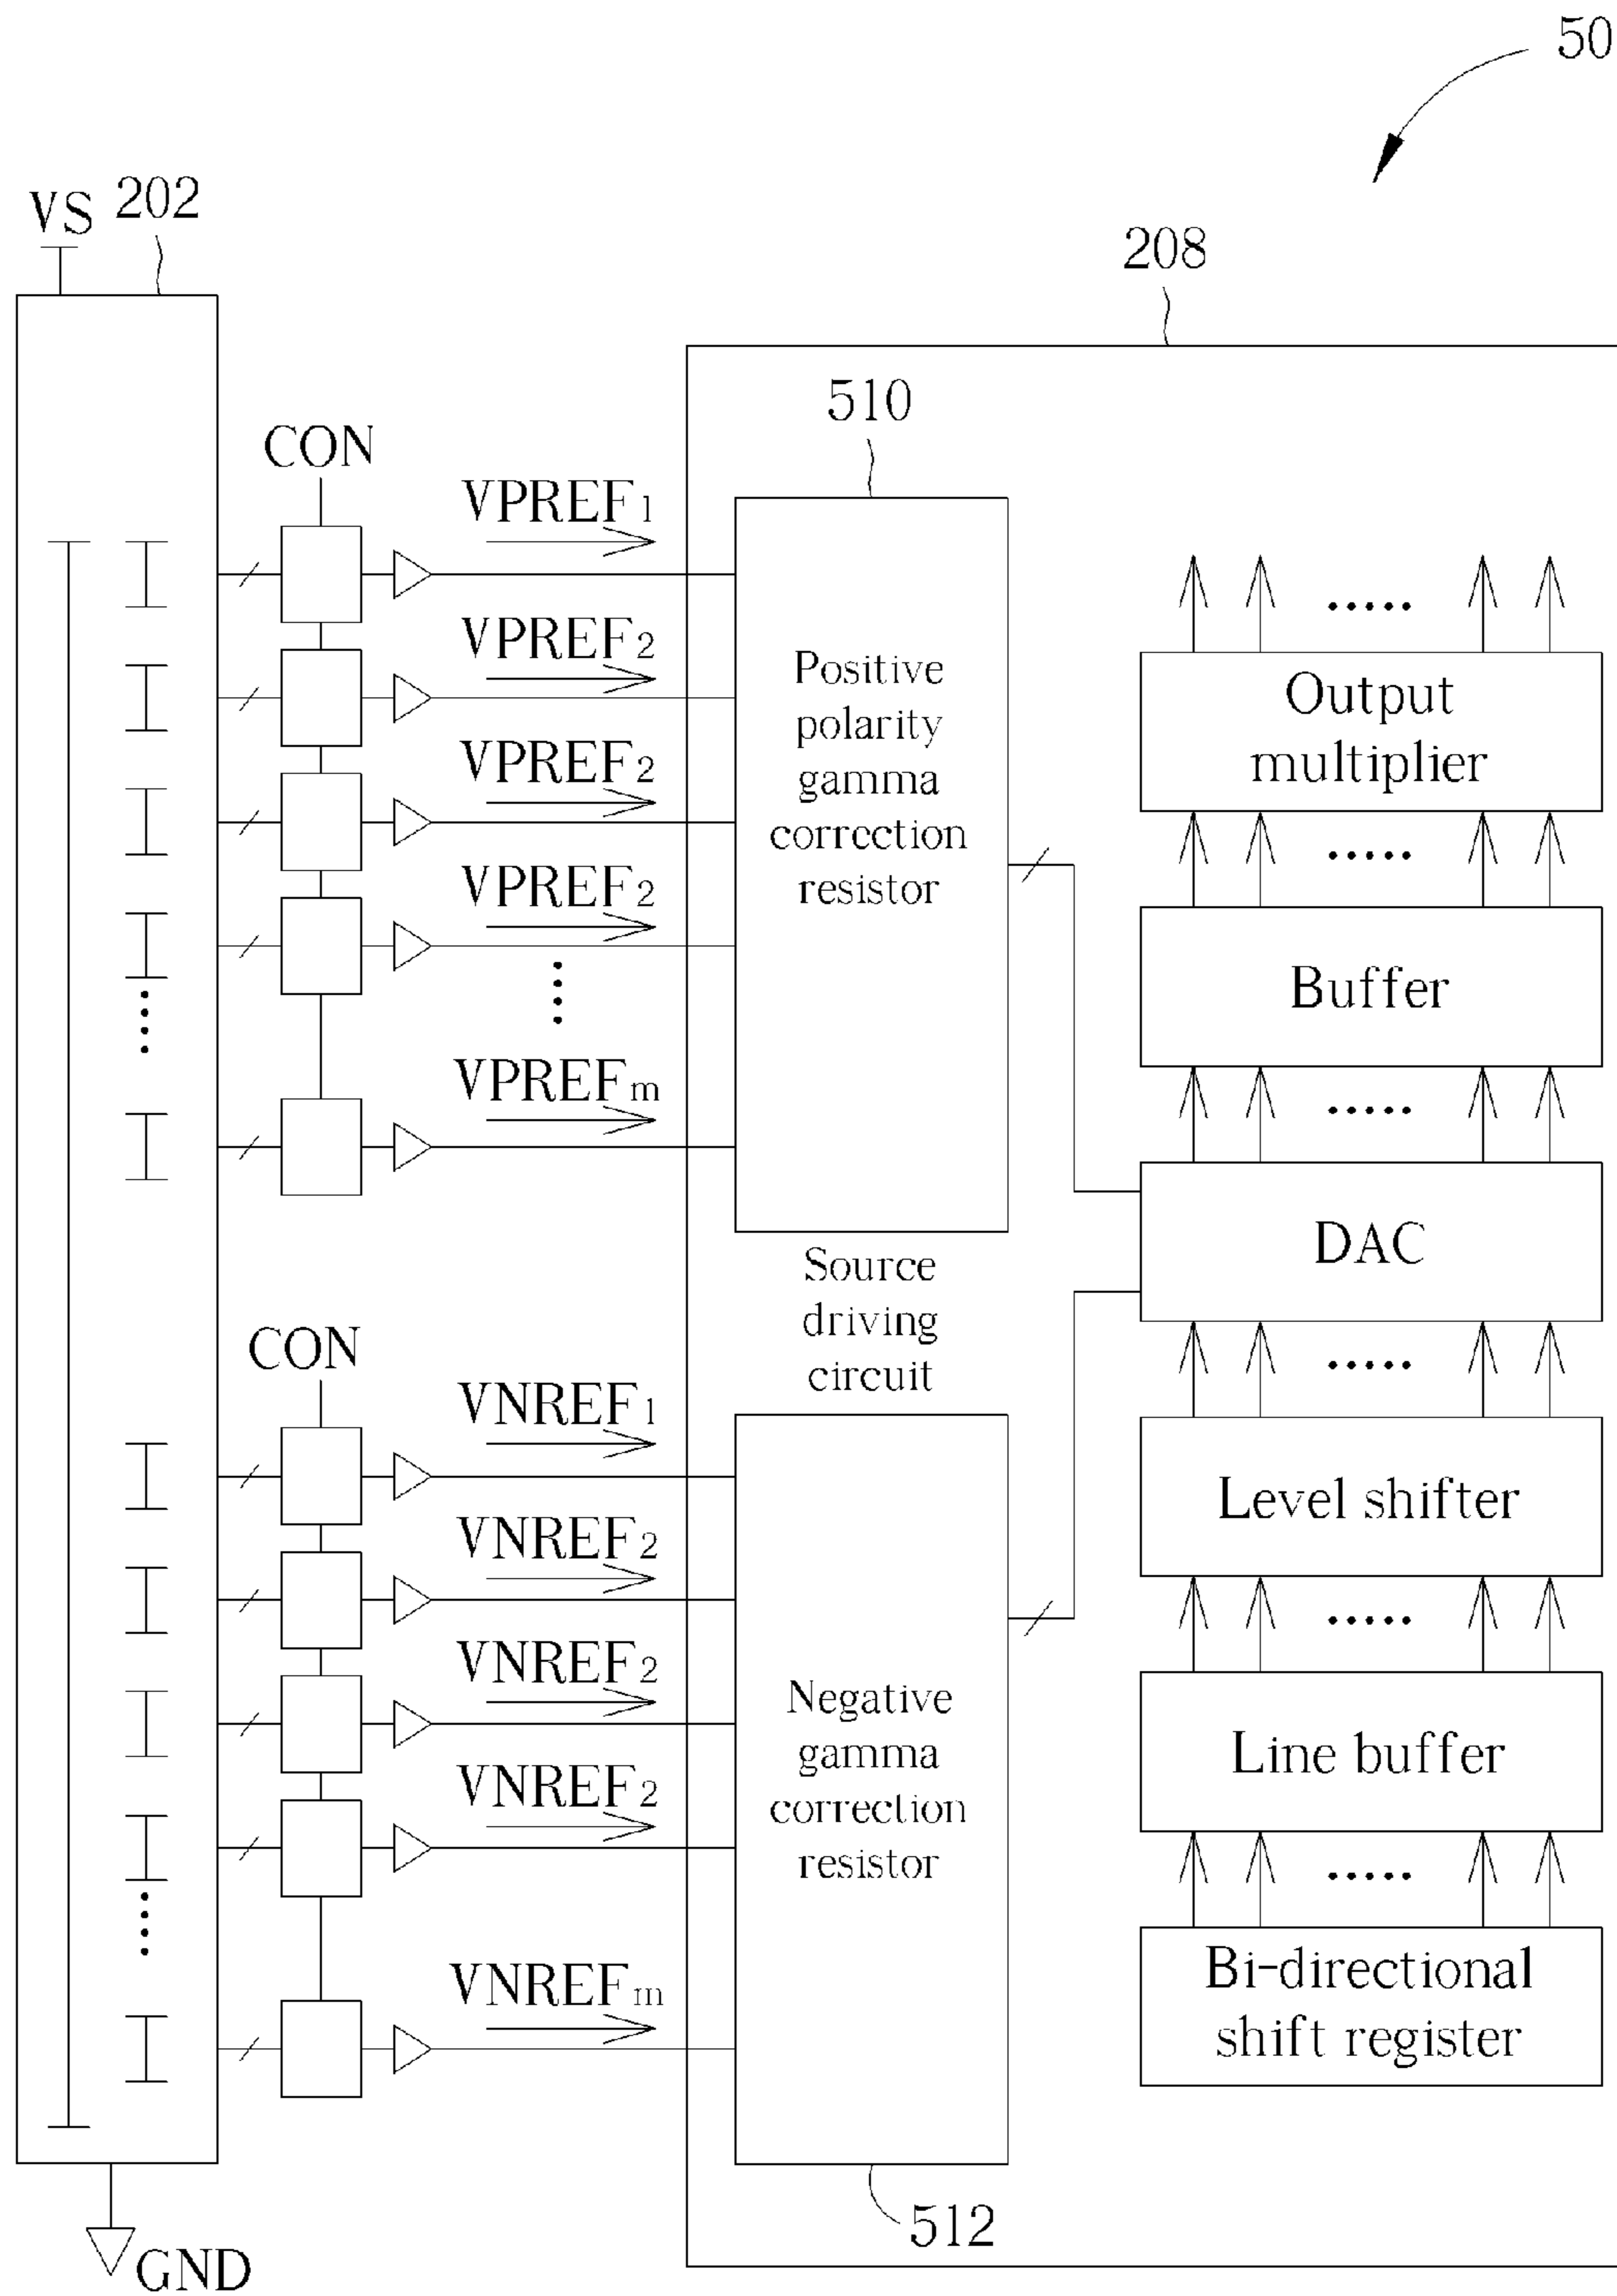 50
VS 202
208
510
CON
VPREF1
VPREF2
VPREF2
VPREF2
VPREFm
Positive
polarity
gamma
correction
resistor
Source
driving
circuit
CON
VNREF1
VNREF2
VNREF2
VNREF2
VNREFm
Negative
gamma
correction
resistor
512
GND
Output
multiplier
Buffer
DAC
Level shifter
Line buffer
Bi-directional
shift register